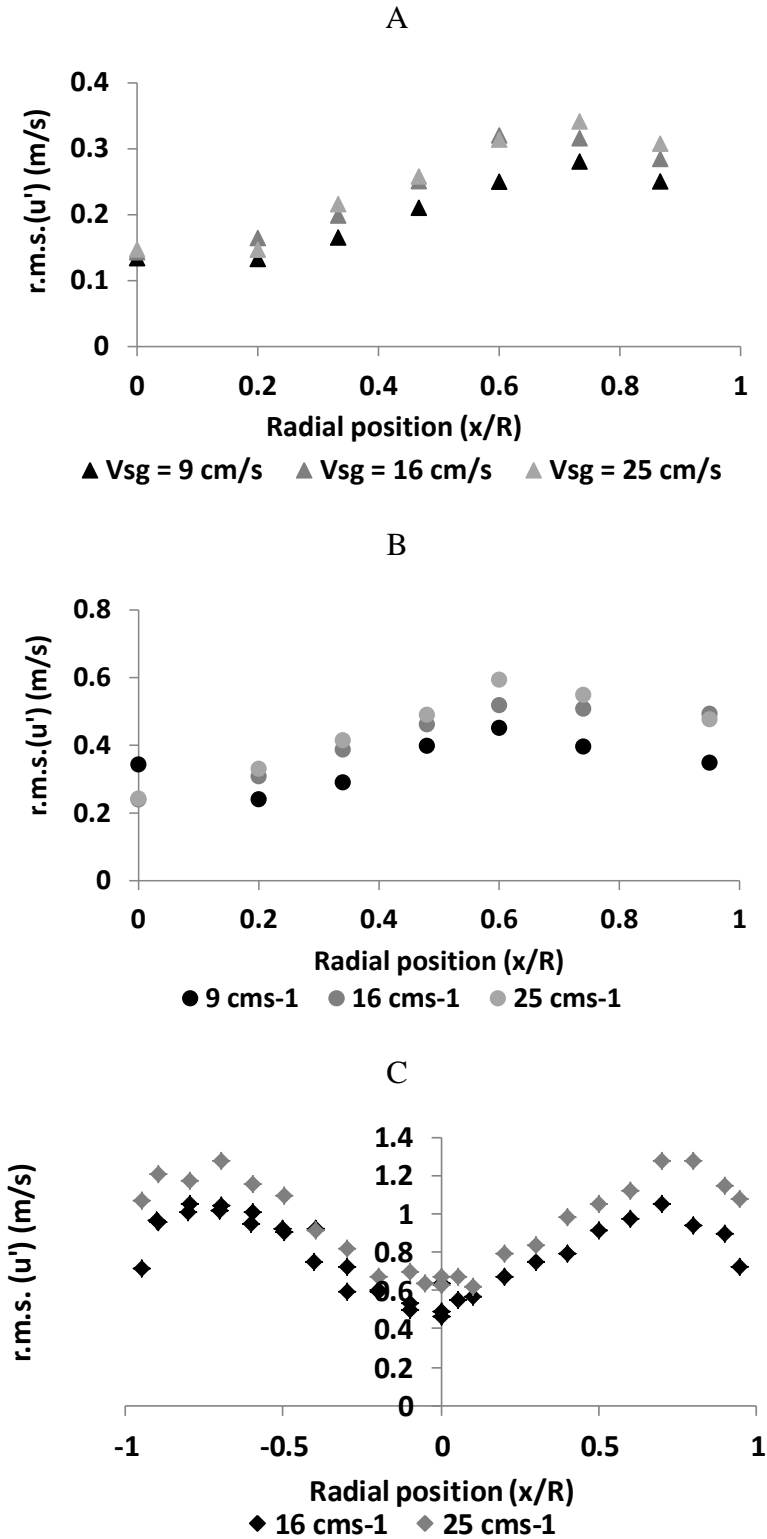 A
r.m.s.(u') (m/s)
0.4
0.3
0.2
0.1
0
0 0.2 0.4 0.6 0.8 1
Radial position (x/R)
Vsg = 9 cm/s Vsg = 16 cm/s Vsg = 25 cm/s
B
r.m.s.(u') (m/s)
0.8
0.6
0.4
0.2
0
0 0.2 0.4 0.6 0.8 1
Radial position (x/R)
9 cms-1 16 cms-1 25 cms-1
C
r.m.s. (u') (m/s)
1.4
1.2
1
0.8
0.6
0.4
0.2
0
-1 -0.5 0 0.5 1
Radial position (x/R)
16 cms-1 25 cms-1